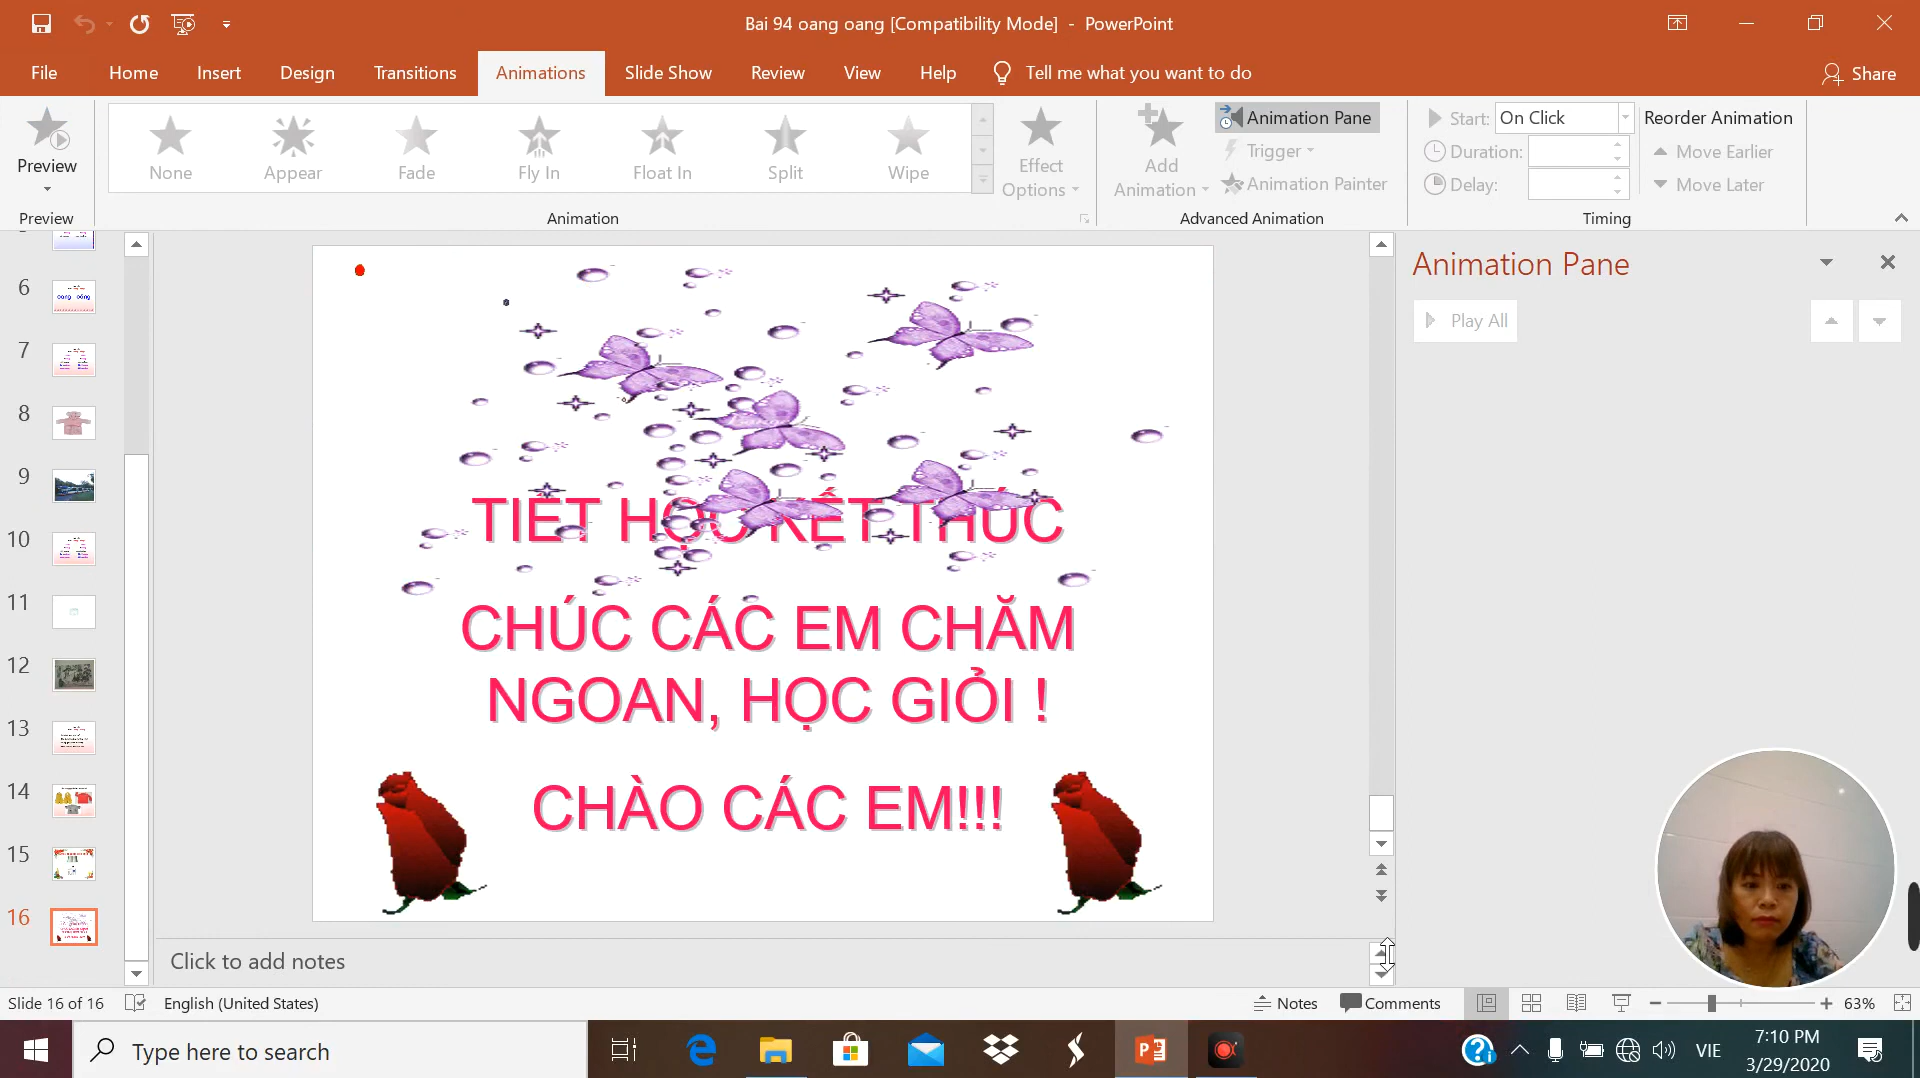 Bai 94 oang oang [Compatibility Mode] - PowerPoint
File Home Insert Design Transitions Animations Slide Show Review View Help Tell me what you want to do Share
Preview
Preview
None Appear Fade Fly In Float In Split Wipe
Animation
Effect Options
Add Animation
Animation Pane
Trigger
Animation Painter
Advanced Animation
Start: On Click
Duration:
Delay:
Reorder Animation
Move Earlier
Move Later
Timing
6
7
8
9
10
11
12
13
14
15
16
TIẾT HỌC KẾT THÚC
CHÚC CÁC EM CHĂM
NGOAN, HỌC GIỎI !
CHÀO CÁC EM!!!
Animation Pane
Play All
Click to add notes
Slide 16 of 16 English (United States) Notes Comments 63%
Type here to search
VIE
7:10 PM
3/29/2020